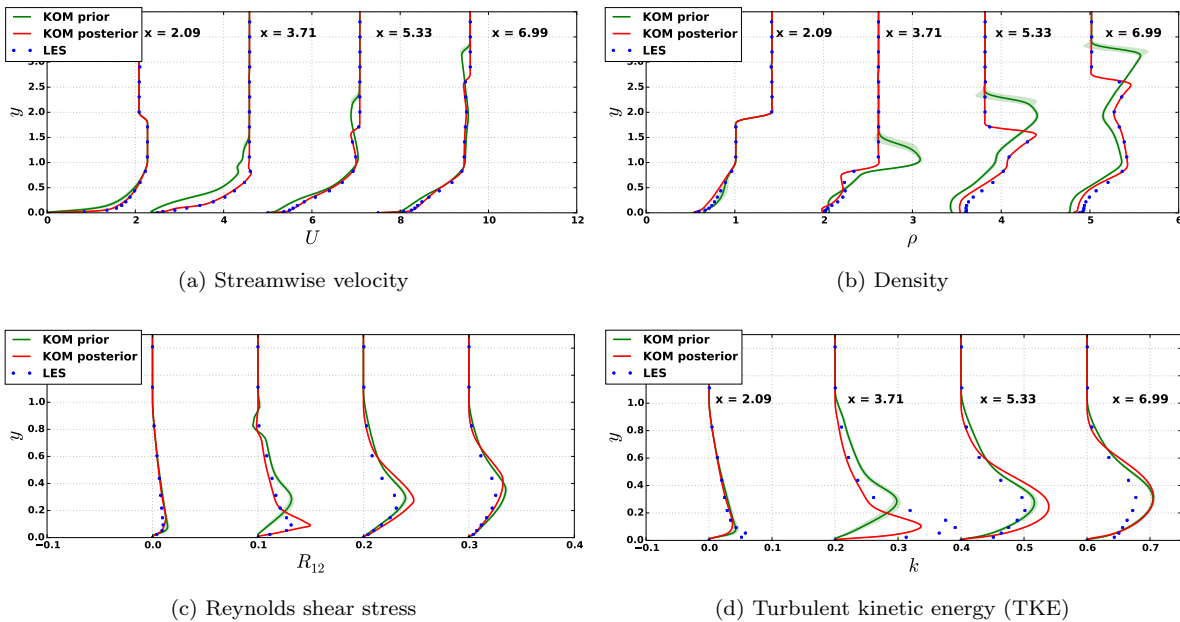 KOM prior
KOM posterior
LES
x = 2.09
x = 3.71
x = 5.33
x = 6.99
y
3.0
2.5
2.0
1.5
1.0
0.5
0.0
0 2 4 6 8 10 12
U
(a) Streamwise velocity
KOM prior
KOM posterior
LES
x = 2.09
x = 3.71
x = 5.33
x = 6.99
y
2.5
2.0
1.5
1.0
0.5
0.0
0 1 2 3 4 5 6
ρ
(b) Density
KOM prior
KOM posterior
LES
y
1.0
0.8
0.6
0.4
0.2
0.0
−0.1 0.0 0.1 0.2 0.3 0.4
R12
(c) Reynolds shear stress
KOM prior
KOM posterior
LES
x = 2.09
x = 3.71
x = 5.33
x = 6.99
y
1.0
0.8
0.6
0.4
0.2
0.0
−0.1 0.0 0.1 0.2 0.3 0.4 0.5 0.6 0.7
k
(d) Turbulent kinetic energy (TKE)